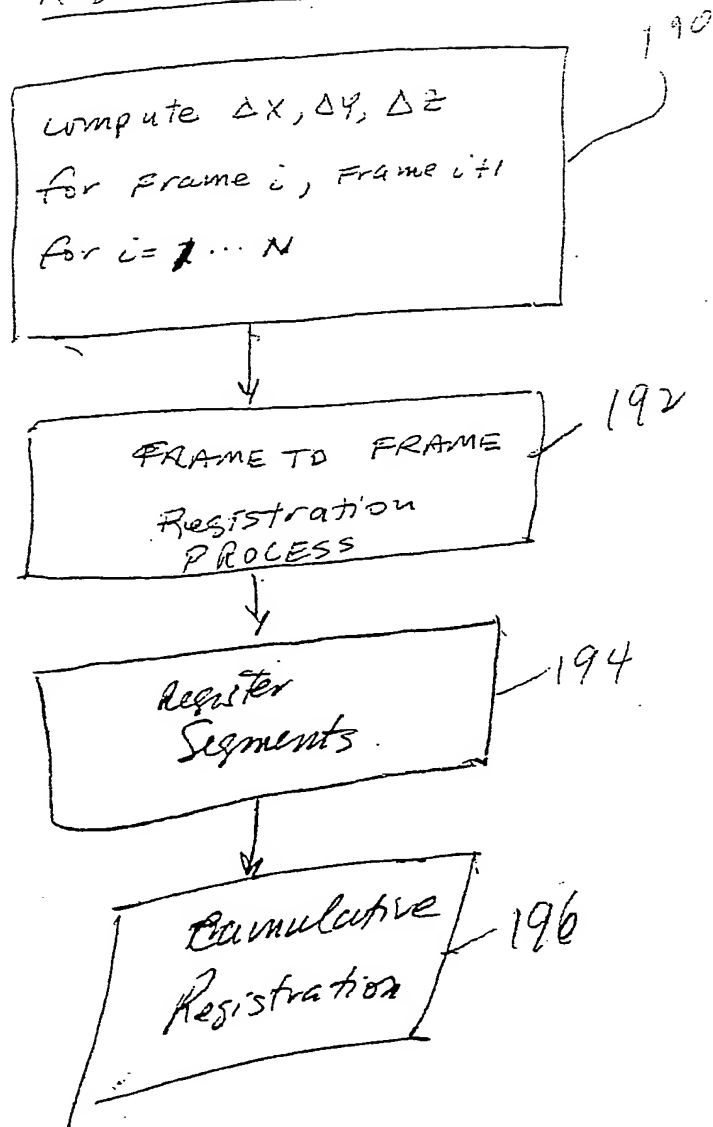 190
compute ΔX, ΔY, ΔZ
for Frame i, Frame i+1
for i= 1 ... N
192
FRAME TO FRAME
Registration
PROCESS
194
Register
Segments.
196
Cumulative
Registration